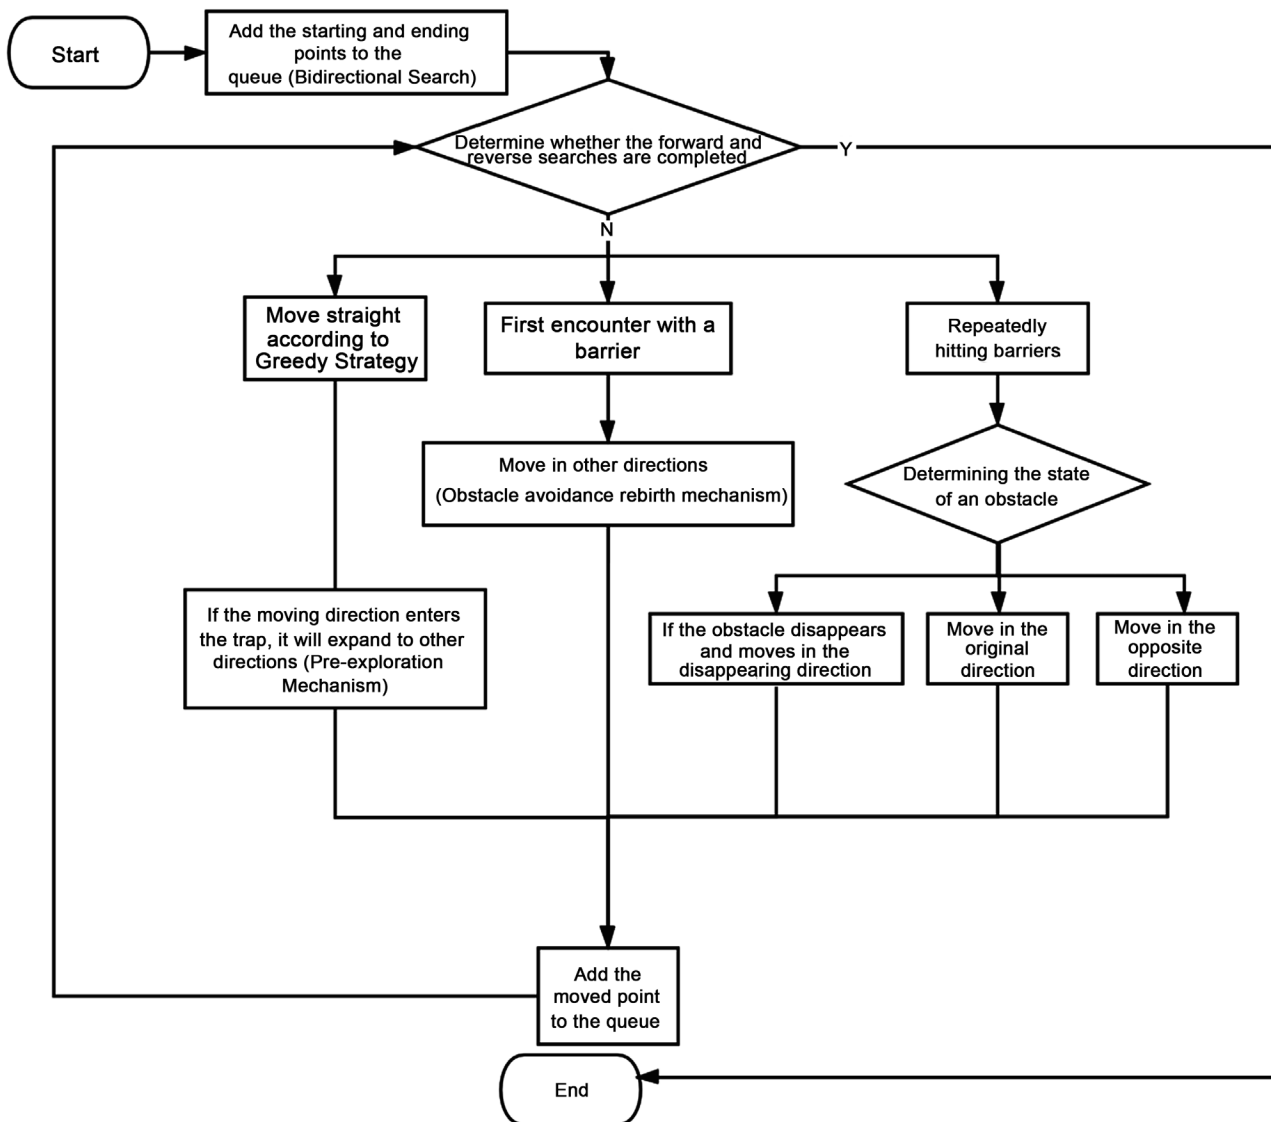 Start
Add the starting and ending
points to the
queue (Bidirectional Search)
Determine whether the forward and
reverse searches are completed
Y
N
Move straight
according to
Greedy Strategy
First encounter with a
barrier
Repeatedly
hitting barriers
Move in other directions
(Obstacle avoidance rebirth mechanism)
Determining the state
of an obstacle
If the moving direction enters
the trap, it will expand to other
directions (Pre-exploration
Mechanism)
If the obstacle disappears
and moves in the
disappearing direction
Move in the
original
direction
Move in the
opposite
direction
Add the
moved point
to the queue
End